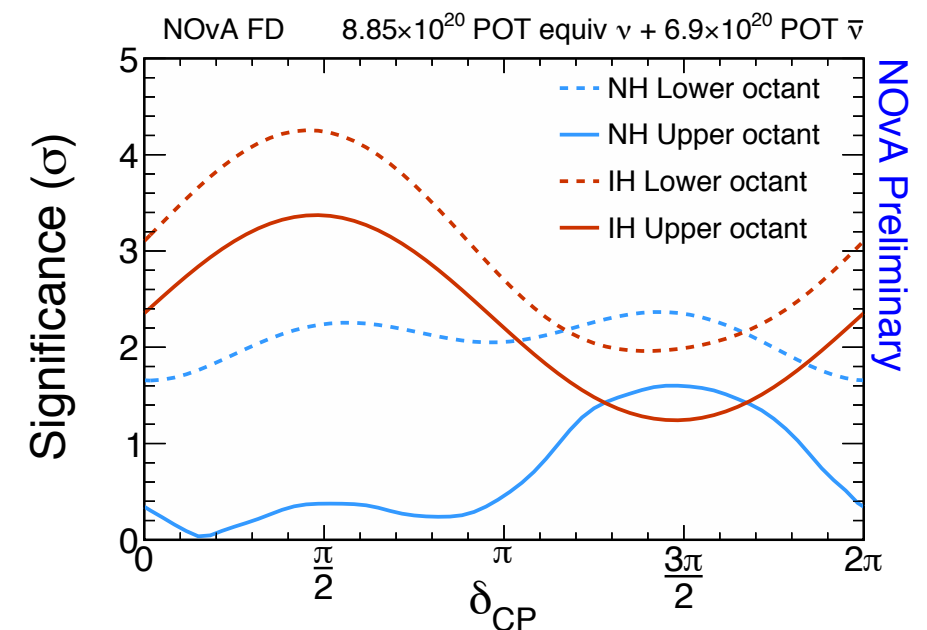 NOvA FD 8.85×10²⁰ POT equiv ν + 6.9×10²⁰ POT ν̅
5
4
3
2
1
0
Significance (σ)
NH Lower octant
NH Upper octant
IH Lower octant
IH Upper octant
NOvA Preliminary
0 π/2 π 3π/2 2π
δCP